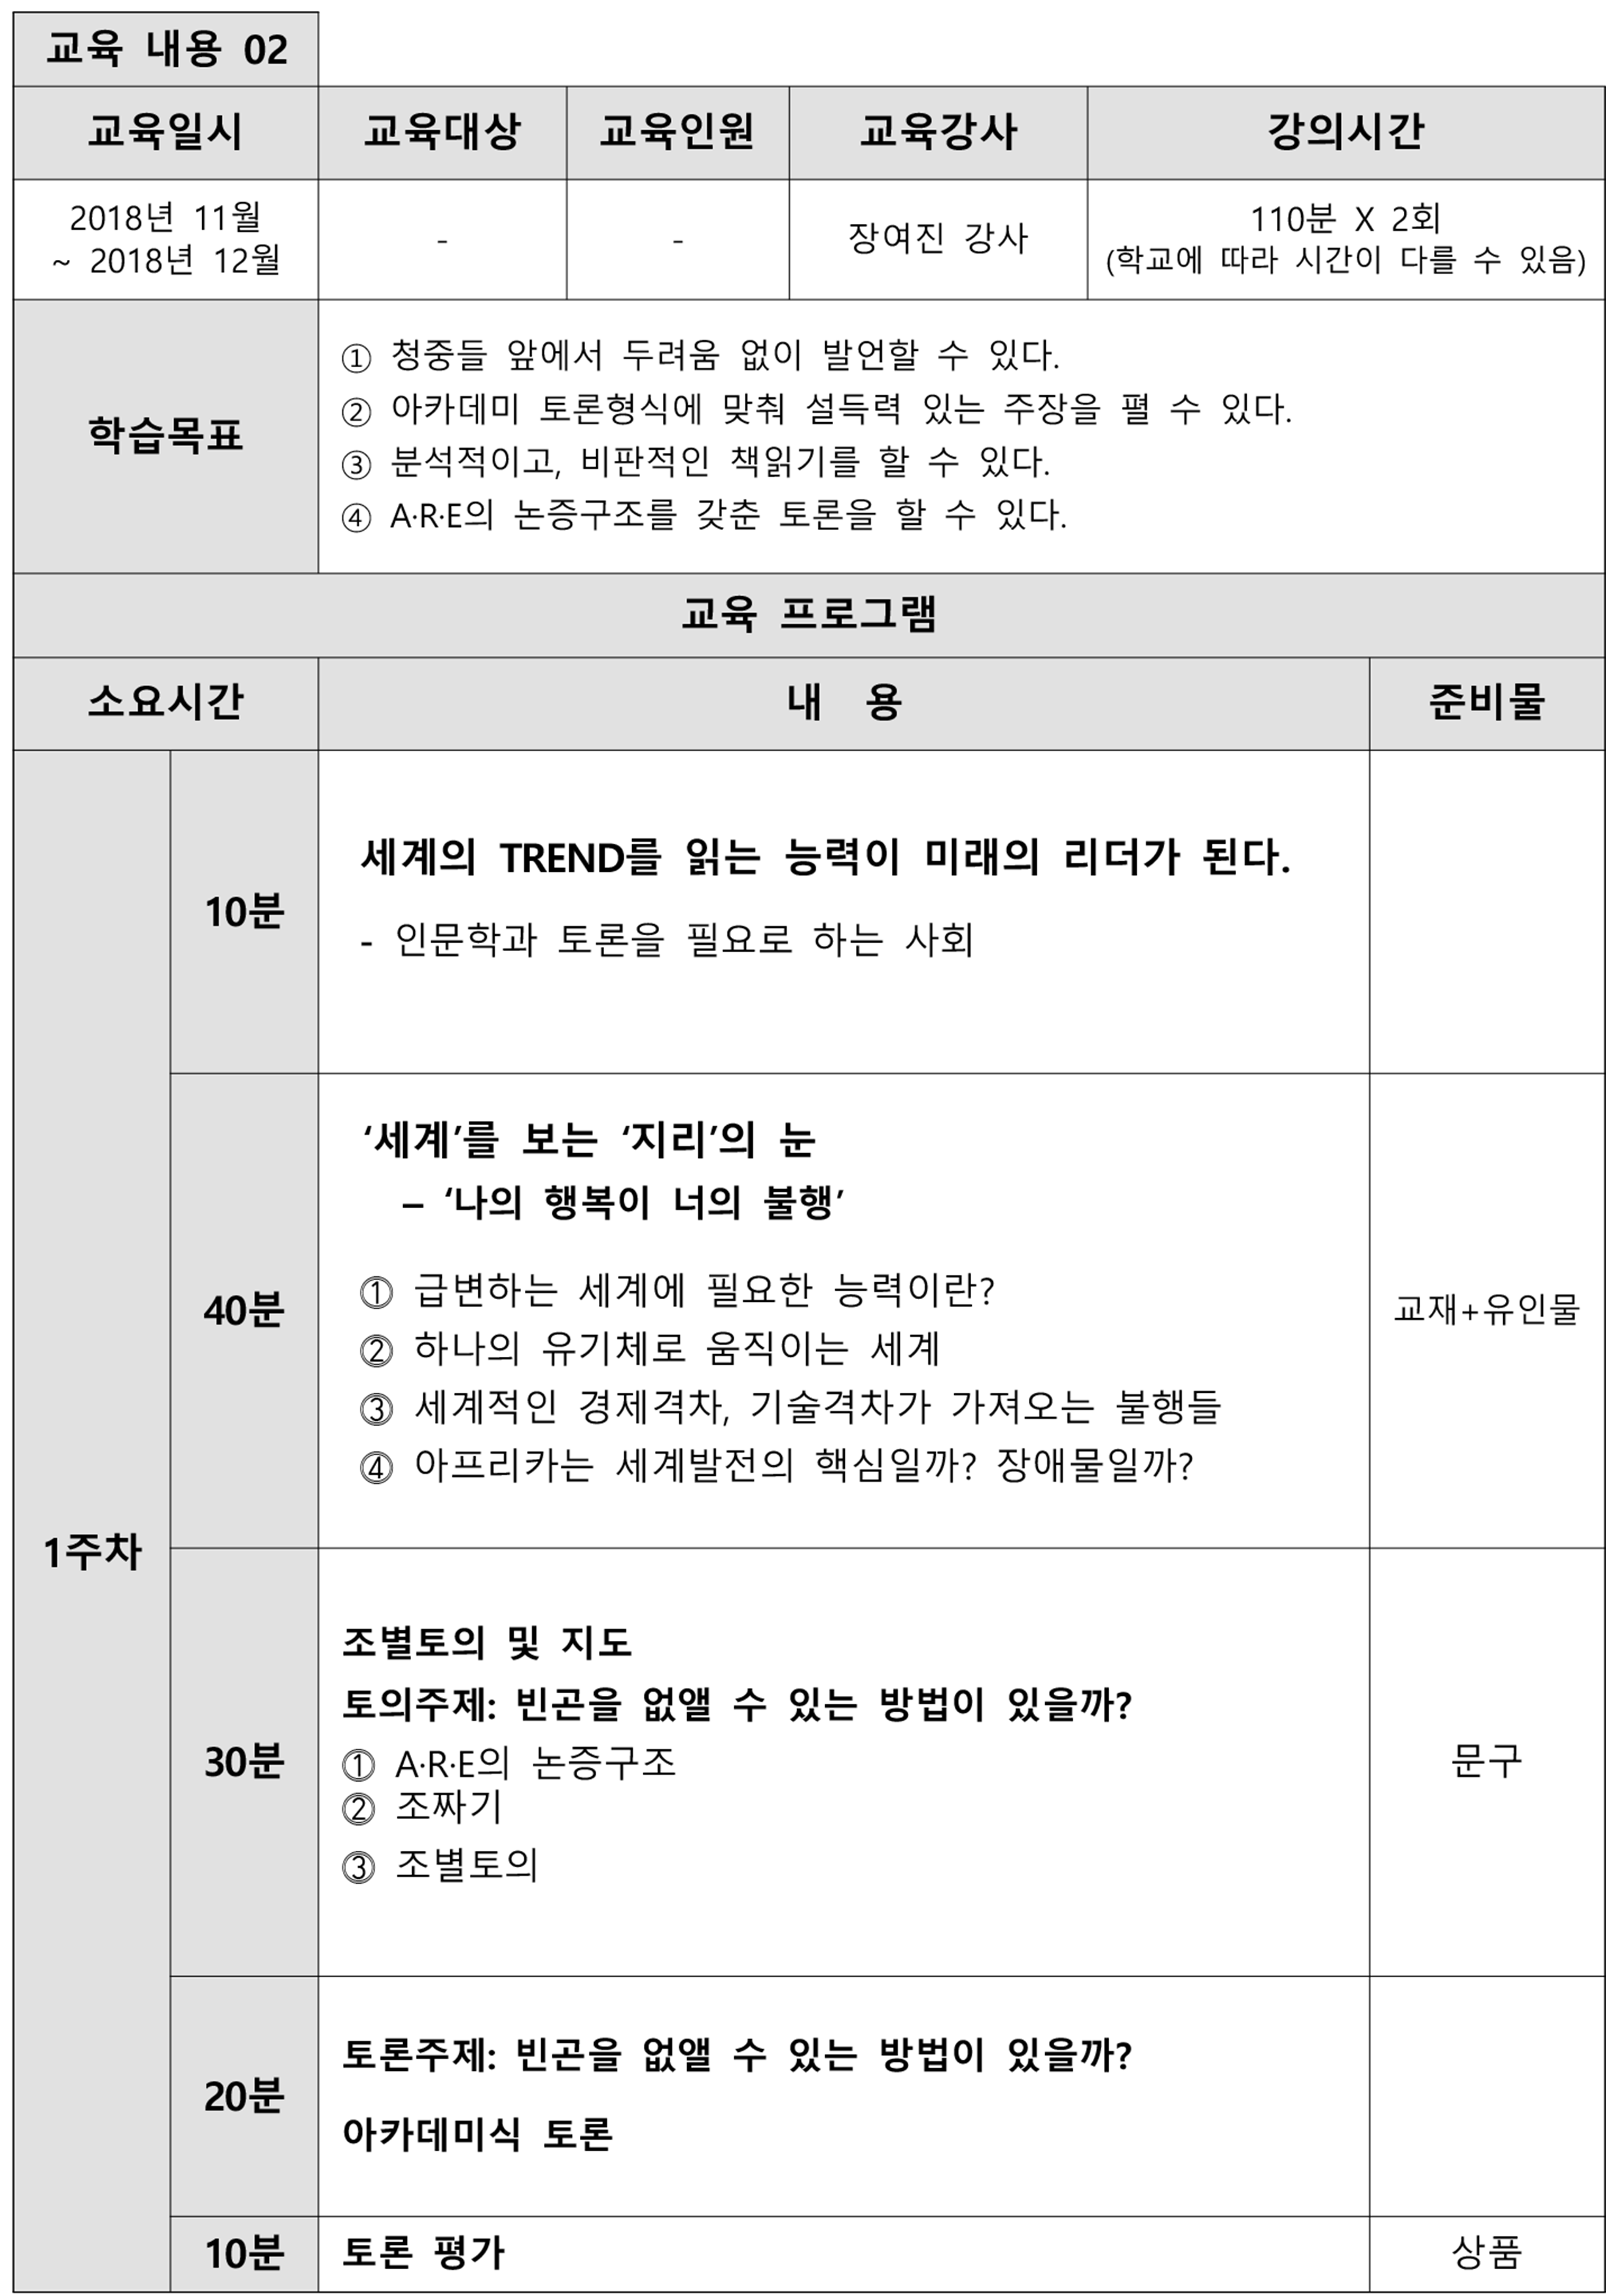 교육 내용 02
교육일시
교육대상
교육인원
교육강사
강의시간
2018년 11월
~ 2018년 12월
-
-
장여진 강사
110분 X 2회
(학교에 따라 시간이 다를 수 있음)
학습목표
① 청중들 앞에서 두려움 없이 발언할 수 있다.
② 아카데미 토론형식에 맞춰 설득력 있는 주장을 펼 수 있다.
③ 분석적이고, 비판적인 책읽기를 할 수 있다.
④ A·R·E의 논증구조를 갖춘 토론을 할 수 있다.
교육 프로그램
소요시간
내 용
준비물
1주차
10분
세계의 TREND를 읽는 능력이 미래의 리더가 된다.
- 인문학과 토론을 필요로 하는 사회
40분
‘세계’를 보는 ‘지리’의 눈
– ‘나의 행복이 너의 불행’
① 급변하는 세계에 필요한 능력이란?
② 하나의 유기체로 움직이는 세계
③ 세계적인 경제격차, 기술격차가 가져오는 불행들
④ 아프리카는 세계발전의 핵심일까? 장애물일까?
교재+유인물
30분
조별토의 및 지도
토의주제: 빈곤을 없앨 수 있는 방법이 있을까?
① A·R·E의 논증구조
② 조짜기
③ 조별토의
문구
20분
토론주제: 빈곤을 없앨 수 있는 방법이 있을까?
아카데미식 토론
10분
토론 평가
상품